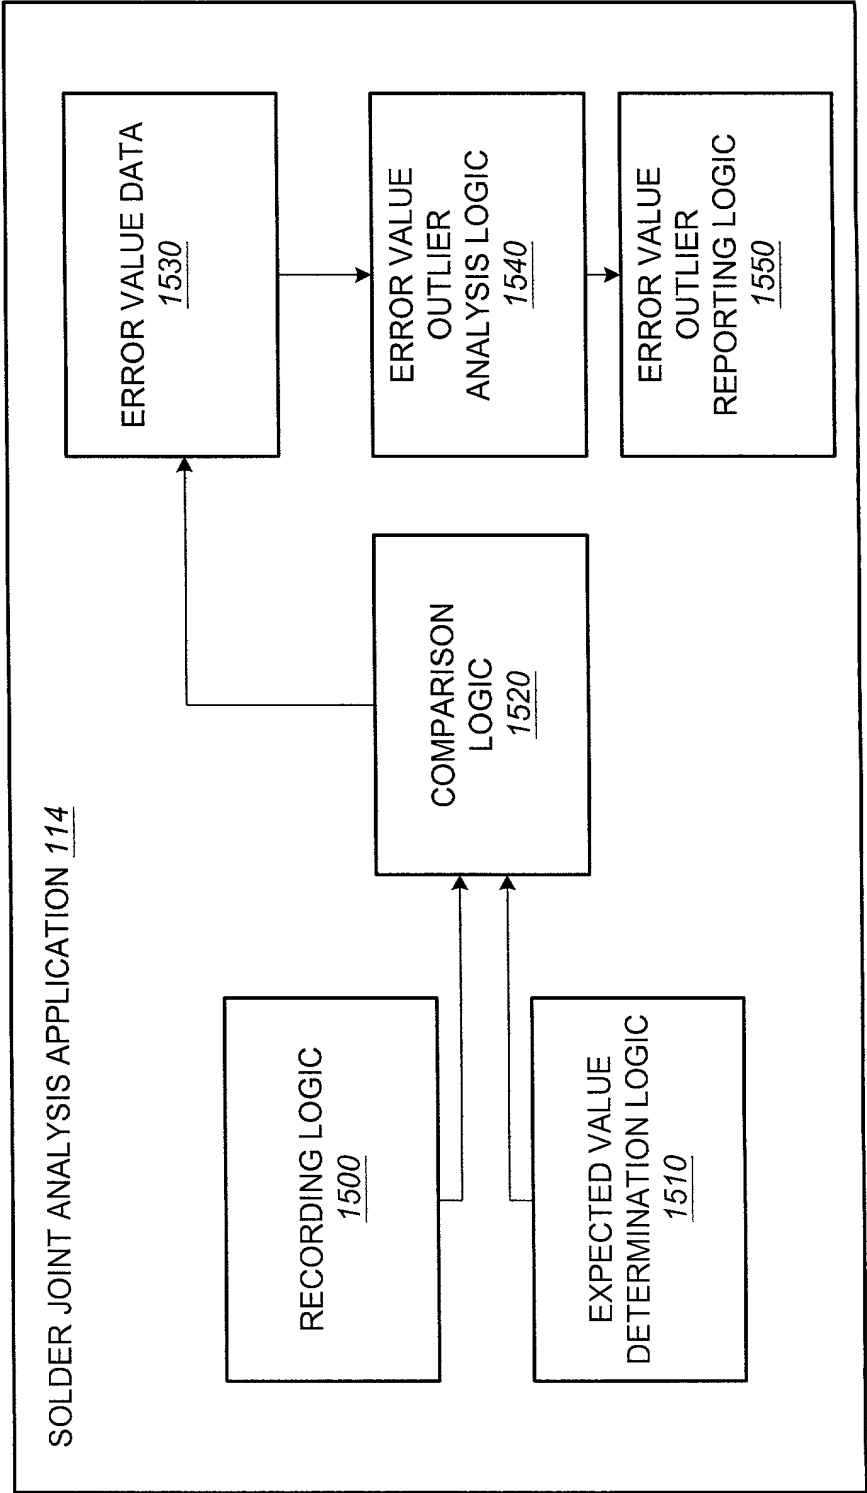 SOLDER JOINT ANALYSIS APPLICATION 114
RECORDING LOGIC
1500
EXPECTED VALUE
DETERMINATION LOGIC
1510
COMPARISON
LOGIC
1520
ERROR VALUE DATA
1530
ERROR VALUE
OUTLIER
ANALYSIS LOGIC
1540
ERROR VALUE
OUTLIER
REPORTING LOGIC
1550